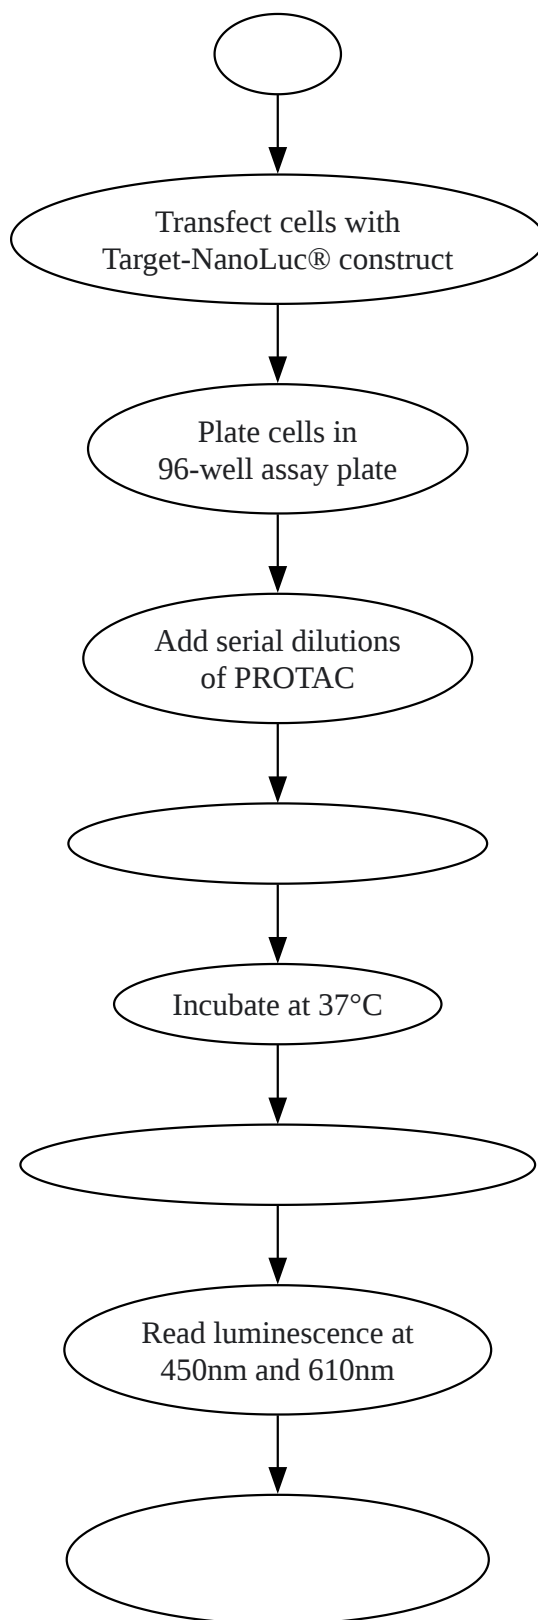 Transfect cells with
Target-NanoLuc® construct
Plate cells in
96-well assay plate
Add serial dilutions
of PROTAC
Incubate at 37°C
Read luminescence at
450nm and 610nm